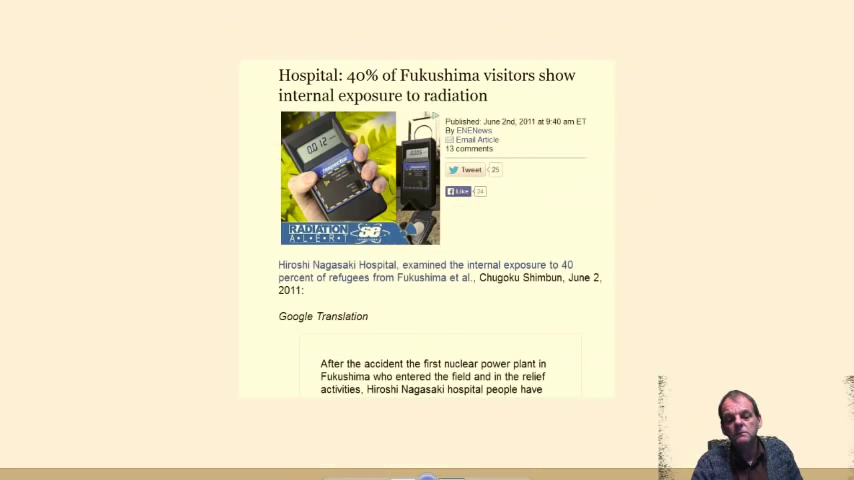 Hospital: 40% of Fukushima visitors show
internal exposure to radiation
Published: June 2nd, 2011 at 9:40 am ET
By ENENews
Email Article
13 comments
Tweet 25
Like 24
0.012
RADIATION
ALERT
SE
Hiroshi Nagasaki Hospital, examined the internal exposure to 40
percent of refugees from Fukushima et al., Chugoku Shimbun, June 2,
2011:
Google Translation
After the accident the first nuclear power plant in
Fukushima who entered the field and in the relief
activities, Hiroshi Nagasaki hospital people have